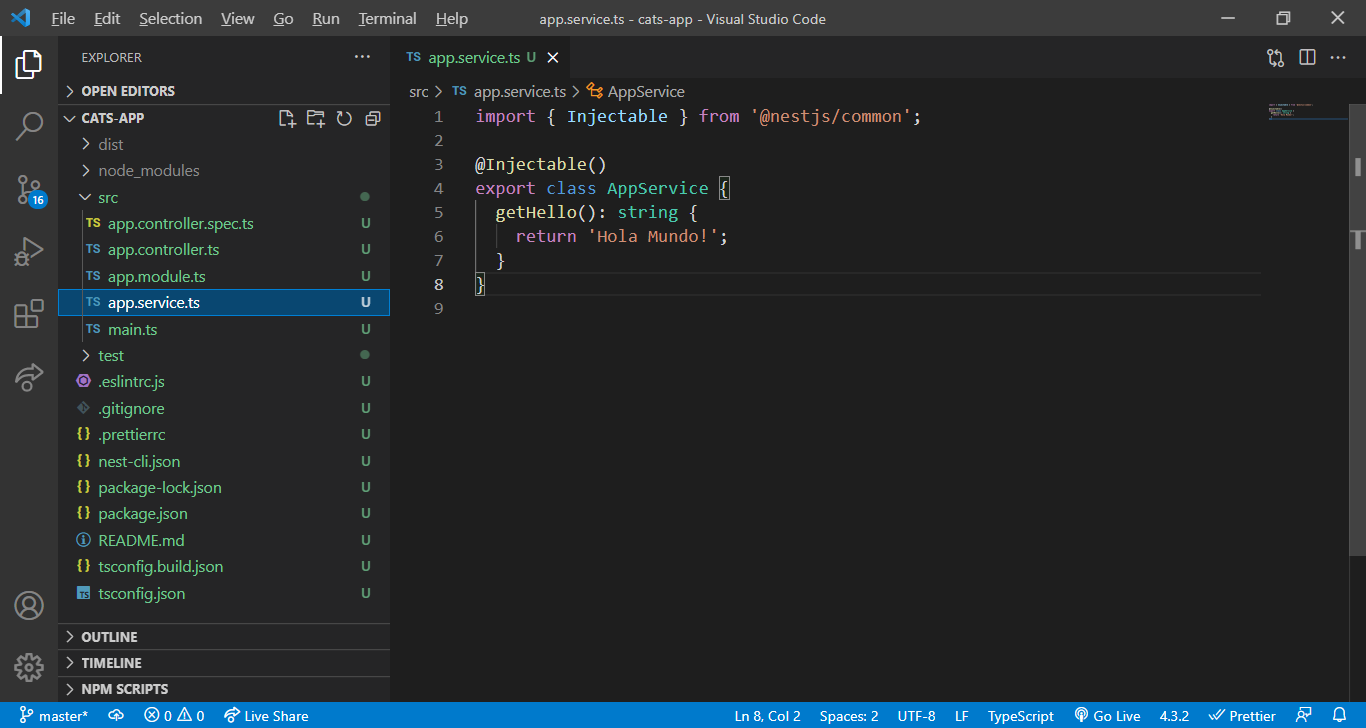 File Edit Selection View Go Run Terminal Help app.service.ts - cats-app - Visual Studio Code
EXPLORER
OPEN EDITORS
CATS-APP
dist
node_modules
src
TS app.controller.spec.ts U
TS app.controller.ts U
TS app.module.ts U
TS app.service.ts U
TS main.ts U
test
.eslintrc.js U
.gitignore U
{} .prettierrc U
{} nest-cli.json U
{} package-lock.json U
{} package.json U
README.md U
{} tsconfig.build.json U
TS tsconfig.json U
OUTLINE
TIMELINE
NPM SCRIPTS
16
TS app.service.ts U
src > TS app.service.ts > AppService
1 import { Injectable } from '@nestjs/common';
2
3 @Injectable()
4 export class AppService {
5 getHello(): string {
6 return 'Hola Mundo!';
7 }
8 }
9
master* 0 0 Live Share Ln 8, Col 2 Spaces: 2 UTF-8 LF TypeScript Go Live 4.3.2 Prettier